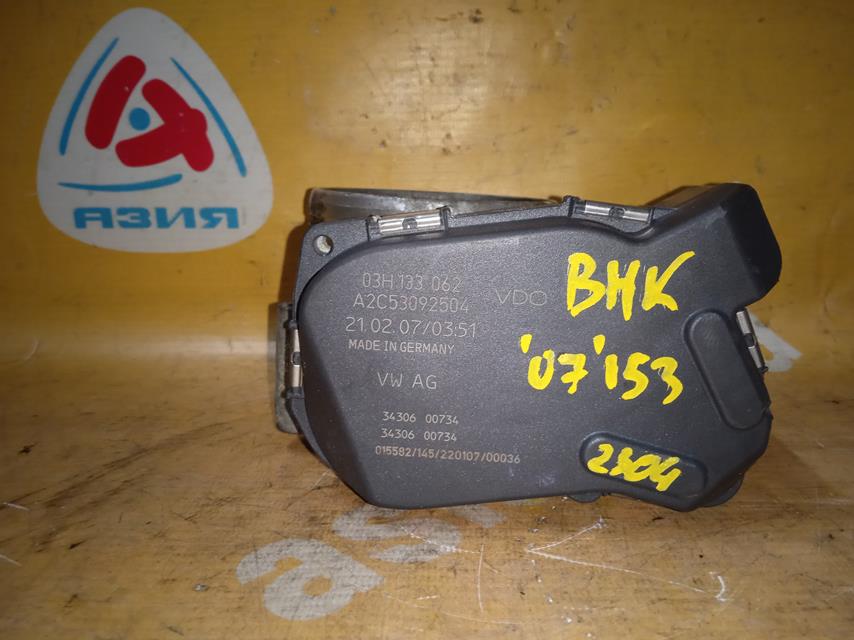 АЗИЯ
03H 133 062
A2C53092504
VDO
21.02.07/03:51
MADE IN GERMANY
VW AG
34306 00734
34306 00734
015582/145/220107/00036
BHK
'07'153
2304
as